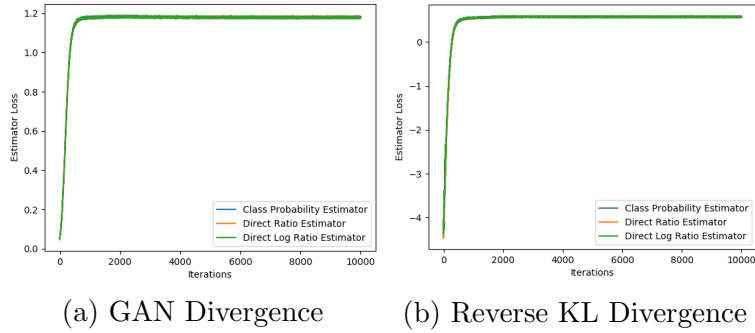 1.2
1.0
0.8
0.6
0.4
0.2
0.0
Estimator Loss
0 2000 4000 6000 8000 10000
Iterations
Class Probability Estimator
Direct Ratio Estimator
Direct Log Ratio Estimator
(a) GAN Divergence
0
−1
−2
−3
−4
Estimator Loss
0 2000 4000 6000 8000 10000
Iterations
Class Probability Estimator
Direct Ratio Estimator
Direct Log Ratio Estimator
(b) Reverse KL Divergence